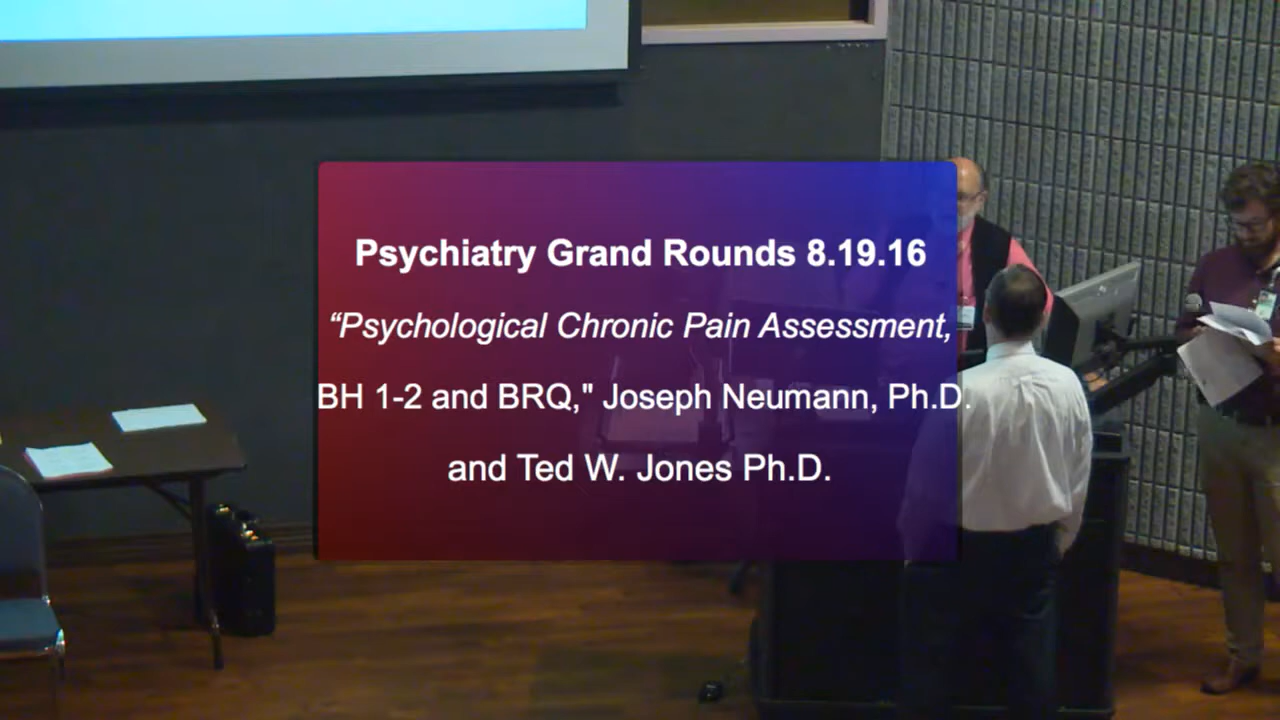 Psychiatry Grand Rounds 8.19.16
“Psychological Chronic Pain Assessment,
BH 1-2 and BRQ," Joseph Neumann, Ph.D.
and Ted W. Jones Ph.D.